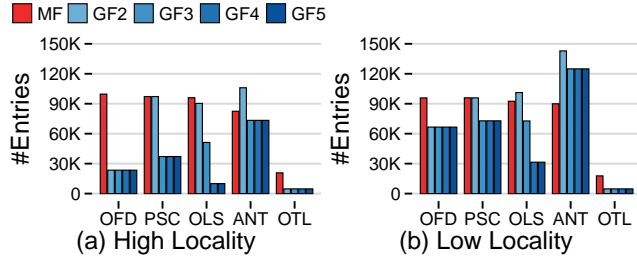 MF GF2 GF3 GF4 GF5
#Entries
150K
120K
90K
60K
30K
0
OFD PSC OLS ANT OTL
(a) High Locality
#Entries
150K
120K
90K
60K
30K
0
OFD PSC OLS ANT OTL
(b) Low Locality